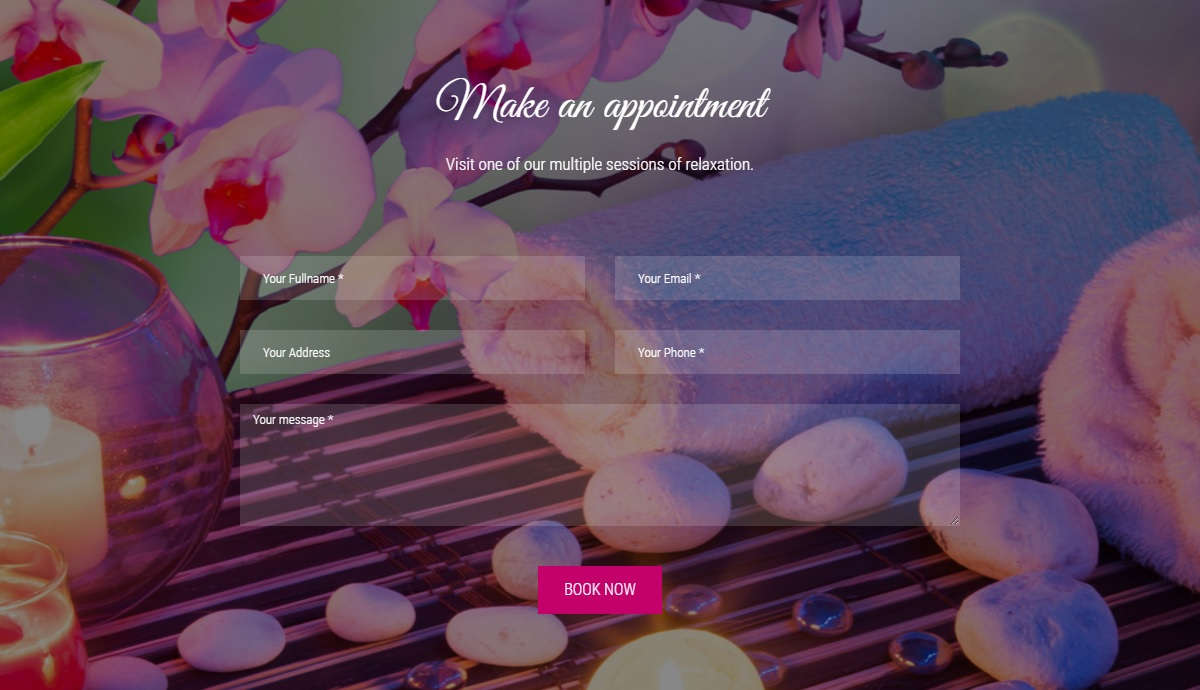 Make an appointment
Visit one of our multiple sessions of relaxation.
Your Fullname *
Your Email *
Your Address
Your Phone *
Your message *
BOOK NOW